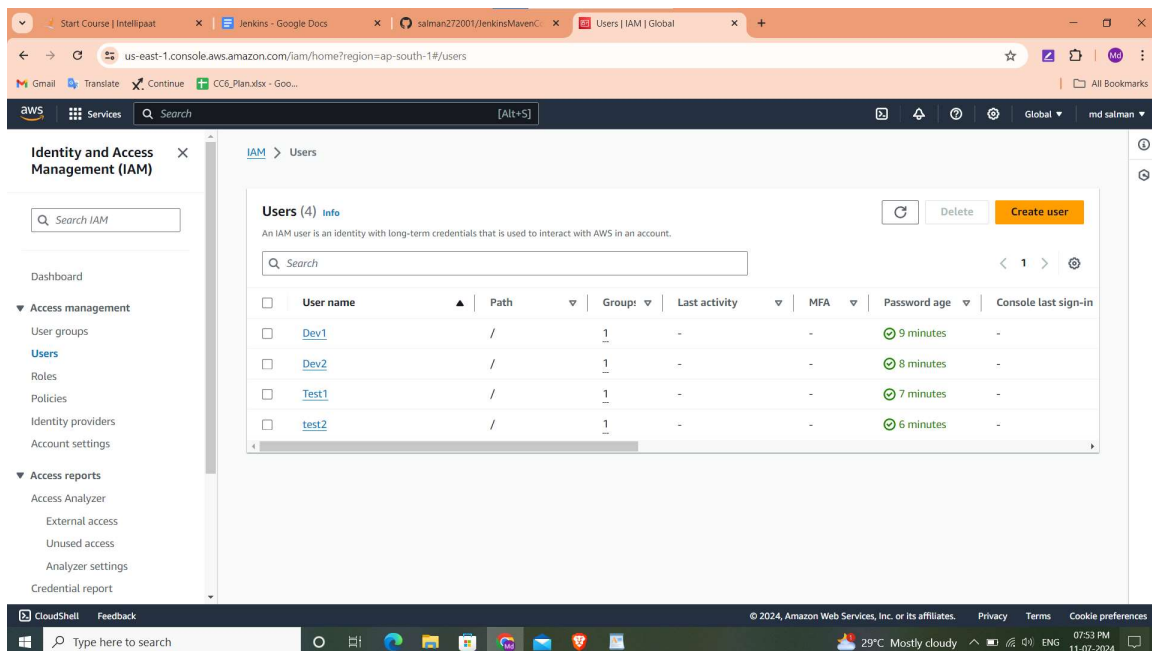 Start Course | Intellipaat
Jenkins - Google Docs
salman272001/JenkinsMavenC
Users | IAM | Global
us-east-1.console.aws.amazon.com/iam/home?region=ap-south-1#/users
Md
Gmail Translate Continue CC6_Plan.xlsx - Goo...
All Bookmarks
aws Services Search [Alt+S] Global md salman
Identity and Access
Management (IAM)
Search IAM
Dashboard
Access management
User groups
Users
Roles
Policies
Identity providers
Account settings
Access reports
Access Analyzer
External access
Unused access
Analyzer settings
Credential report
IAM > Users
Users (4) Info
Delete Create user
An IAM user is an identity with long-term credentials that is used to interact with AWS in an account.
Search
1
User name Path Group: Last activity MFA Password age Console last sign-in
Dev1 / 1 - - 9 minutes -
Dev2 / 1 - - 8 minutes -
Test1 / 1 - - 7 minutes -
test2 / 1 - - 6 minutes -
CloudShell Feedback © 2024, Amazon Web Services, Inc. or its affiliates. Privacy Terms Cookie preferences
Type here to search 29°C Mostly cloudy ENG 07:53 PM
11-07-2024